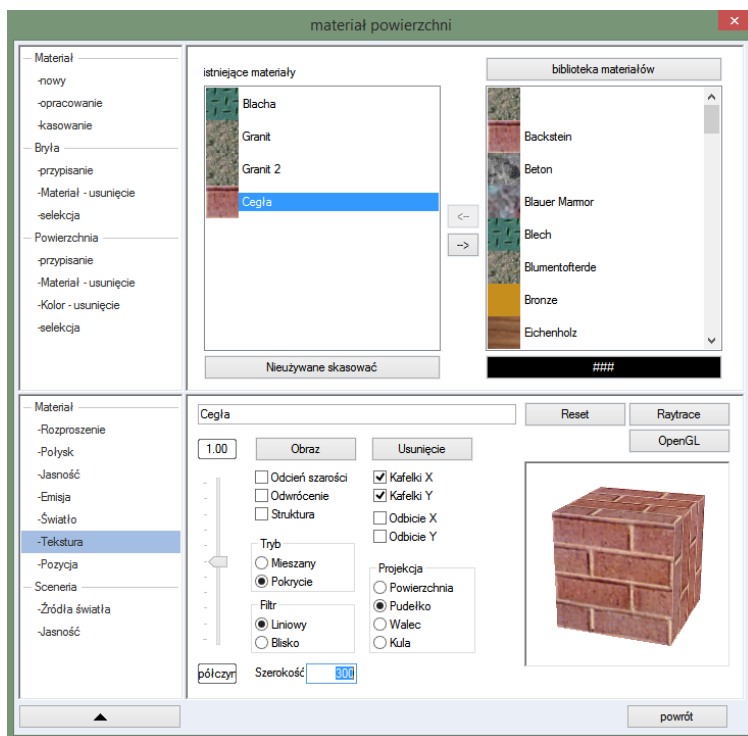 materiał powierzchni
Materiał
-nowy
-opracowanie
-kasowanie
Bryła
-przypisanie
-Materiał - usunięcie
-selekcja
Powierzchnia
-przypisanie
-Materiał - usunięcie
-Kolor - usunięcie
-selekcja
istniejące materiały
Blacha
Granit
Granit 2
Cegła
<--
-->
Nieużywane skasować
biblioteka materiałów
Backstein
Beton
Blauer Marmor
Blech
Blumentofterde
Bronze
Eichenholz
###
Materiał
-Rozproszenie
-Połysk
-Jasność
-Emisja
-Światło
-Tekstura
-Pozycja
Sceneria
-Źródła światła
-Jasność
Cegła
Reset
Raytrace
OpenGL
1.00
Obraz
Usunięcie
Odcień szarości
Odwrócenie
Struktura
Kafelki X
Kafelki Y
Odbicie X
Odbicie Y
Tryb
Mieszany
Pokrycie
Filtr
Liniowy
Blisko
Projekcja
Powierzchnia
Pudełko
Walec
Kula
półczyr
Szerokość 300
powrót